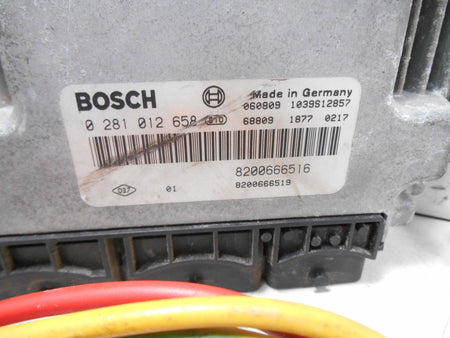 BOSCH
Made in Germany
060809 1039S12857
0 281 012 658
68809 1877 0217
8200666516
01
8200666519